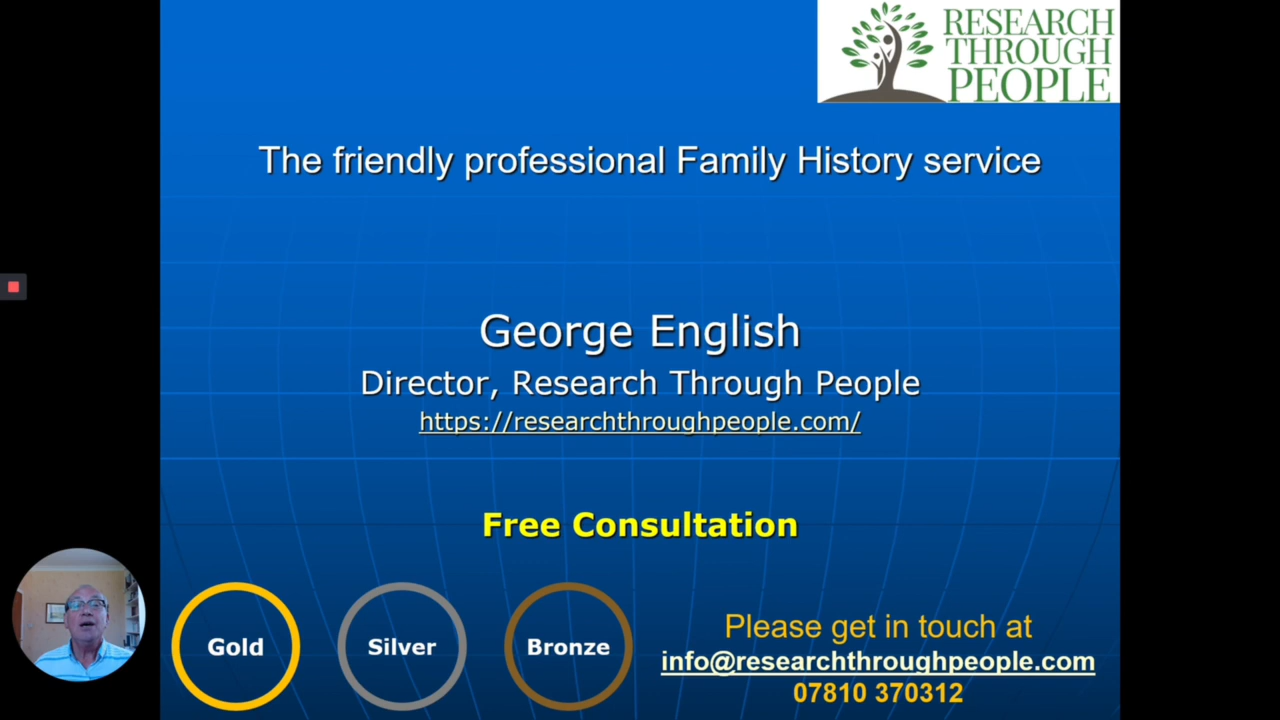 RESEARCH
THROUGH
PEOPLE
The friendly professional Family History service
George English
Director, Research Through People
https://researchthroughpeople.com/
Free Consultation
Gold
Silver
Bronze
Please get in touch at
info@researchthroughpeople.com
07810 370312